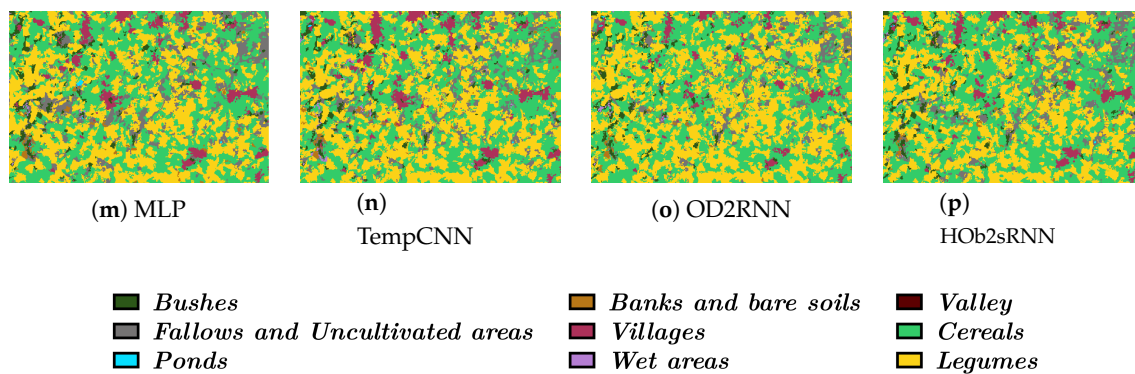 (m) MLP
(n)
TempCNN
(o) OD2RNN
(p)
HOb2sRNN
Bushes
Banks and bare soils
Valley
Fallows and Uncultivated areas
Villages
Cereals
Ponds
Wet areas
Legumes